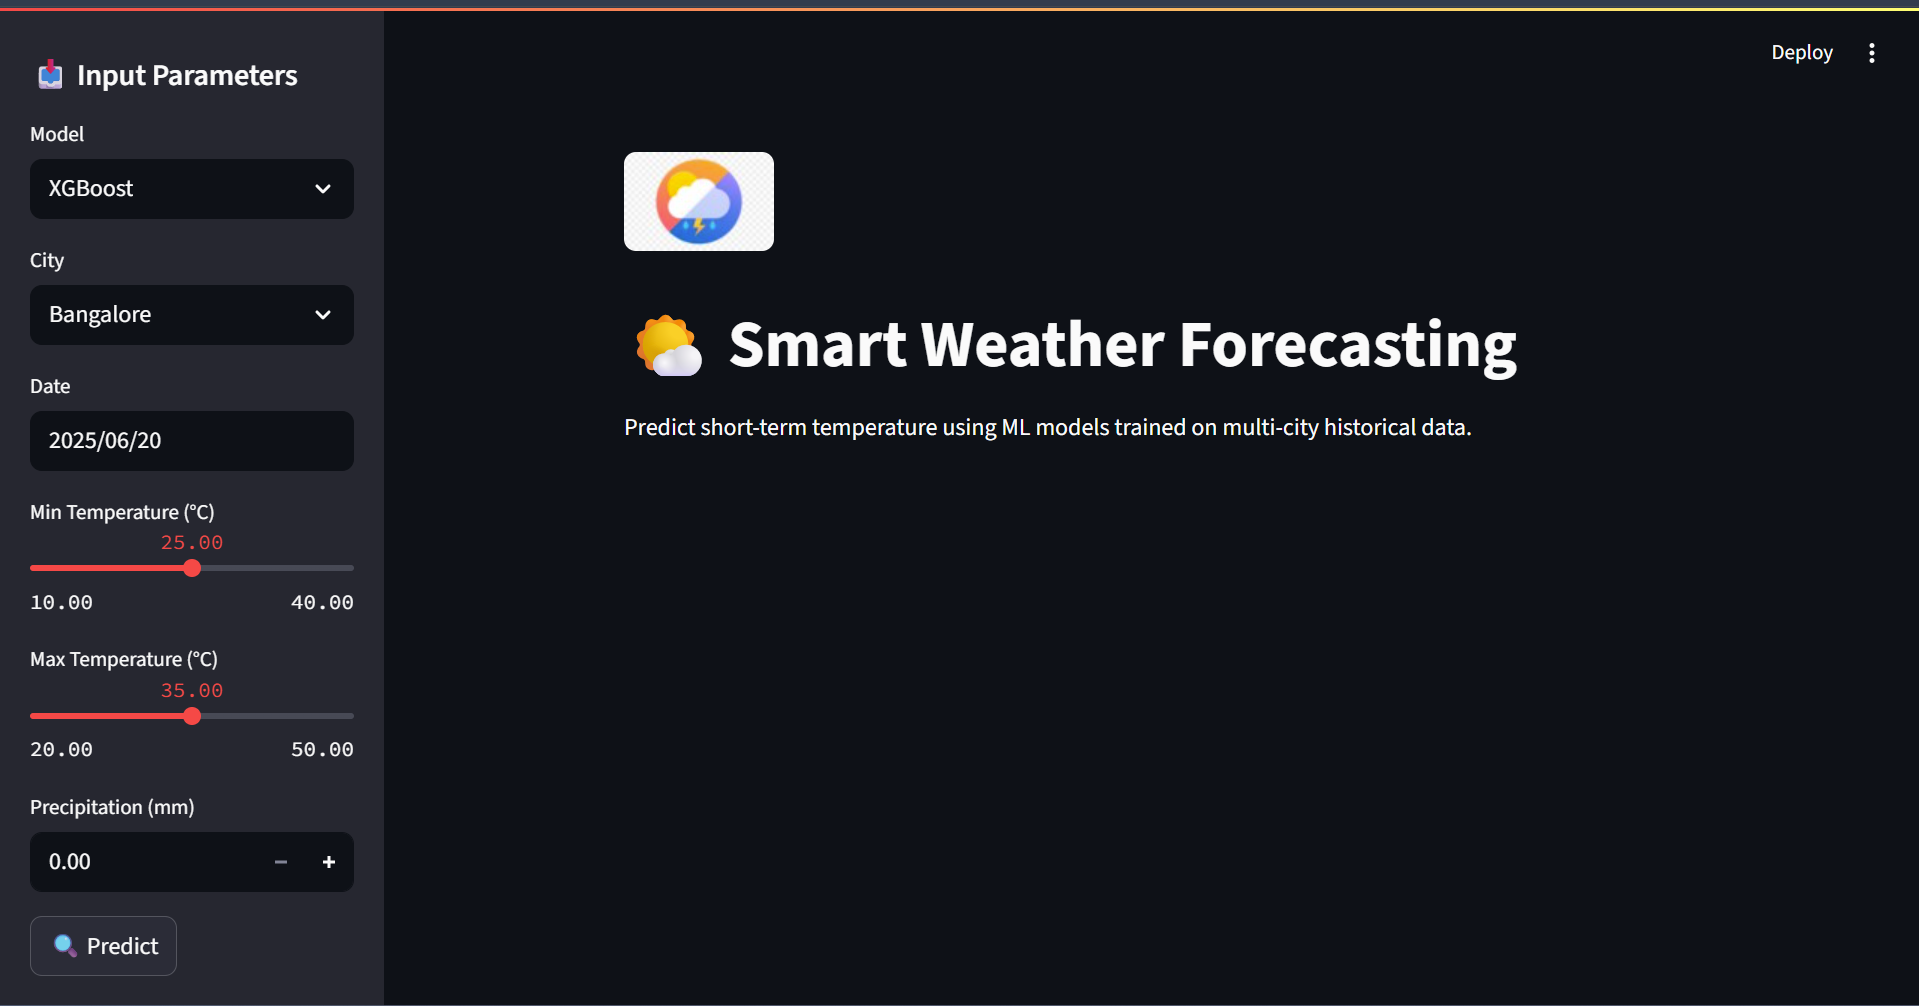 Input Parameters
Model
XGBoost
City
Bangalore
Date
2025/06/20
Min Temperature (°C)
25.00
10.00 40.00
Max Temperature (°C)
35.00
20.00 50.00
Precipitation (mm)
0.00
Predict
Deploy
Smart Weather Forecasting
Predict short-term temperature using ML models trained on multi-city historical data.